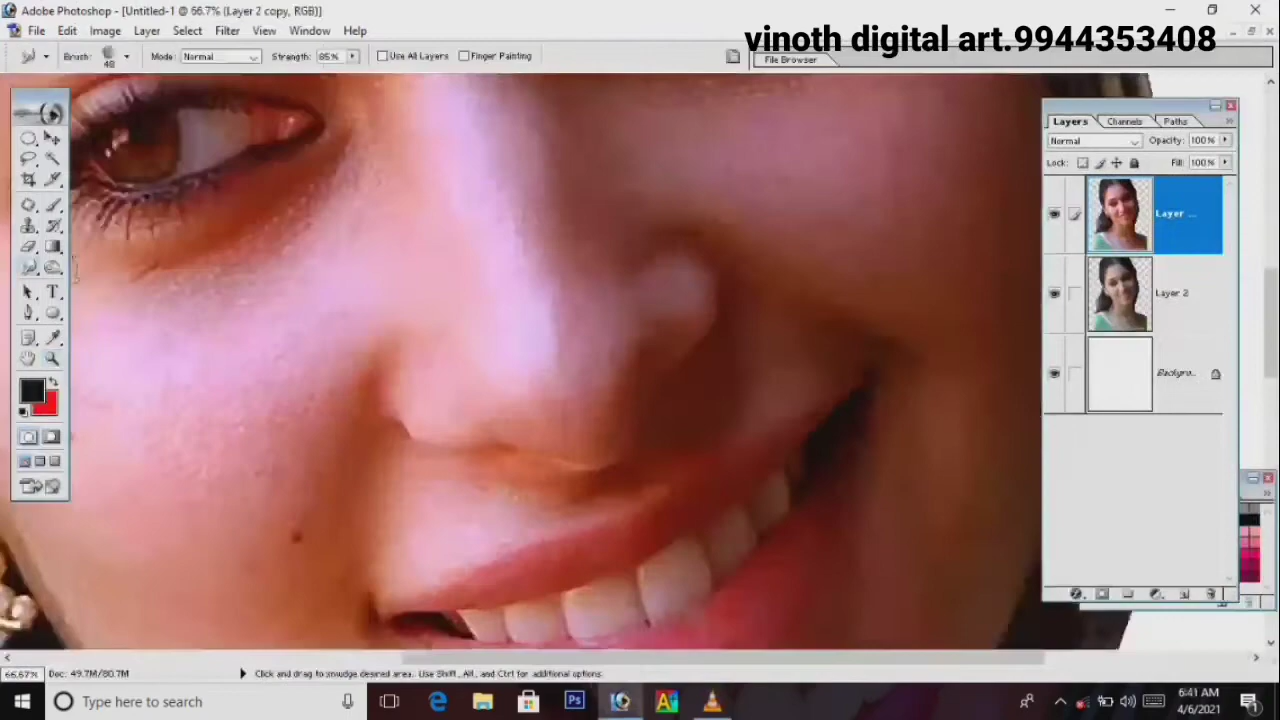 Adobe Photoshop - [Untitled-1 @ 66.7% (Layer 2 copy, RGB)]
File Edit Image Layer Select Filter View Window Help
vinoth digital art.9944353408
Brush: 48 Mode: Normal Strength: 85% Use All Layers Finger Painting
File Browser
Layers Channels Paths
Normal Opacity: 100%
Lock: Fill: 100%
Layer ...
Layer 2
Backgro...
66.67% Doc: 49.7M/80.7M Click and drag to smudge desired area. Use Shift, Alt, and Ctrl for additional options.
Type here to search
6:41 AM
4/6/2021